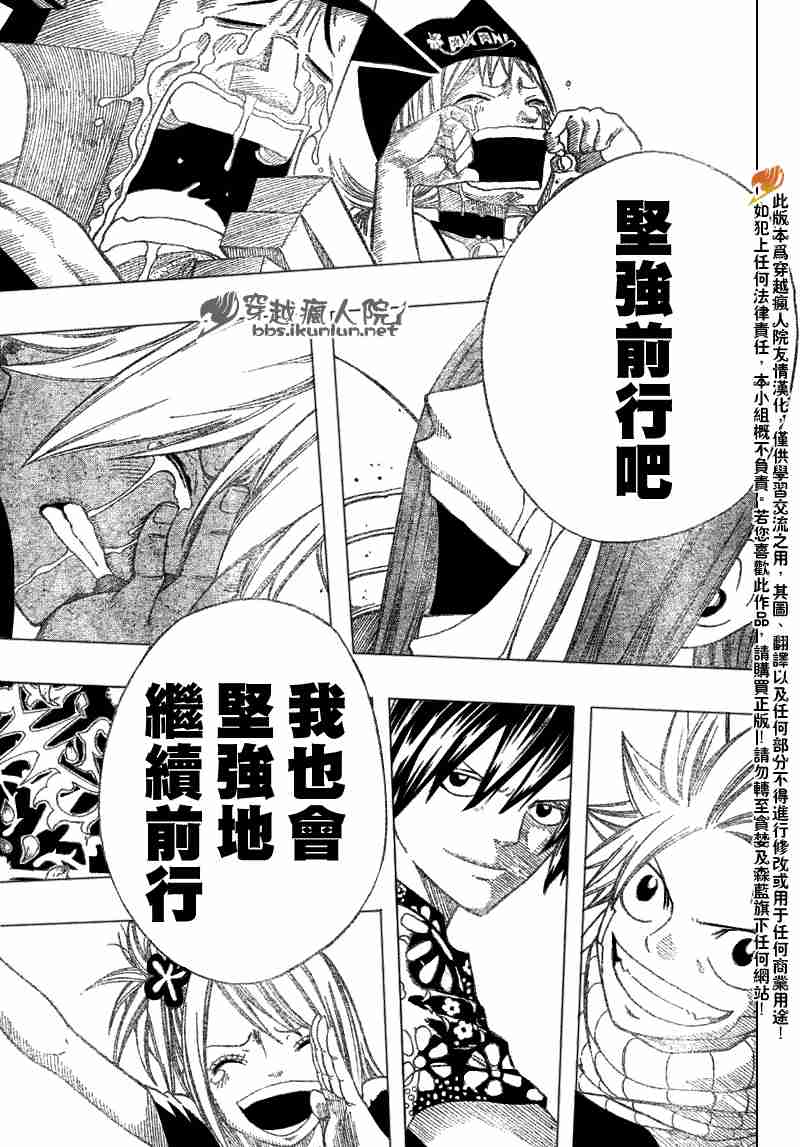 堅強前行吧
我也會
堅強地
繼續前行
穿越瘋人院
bbs.ikunlun.net
此版本爲穿越瘋人院友情漢化，僅供學習交流之用，其圖、翻譯以及任何部分不得進行修改或用于任何商業用途！
如犯上任何法律責任，本小組概不負責。若您喜歡此作品，請購買正版！請勿轉至貪婪及森藍旗下任何網站！